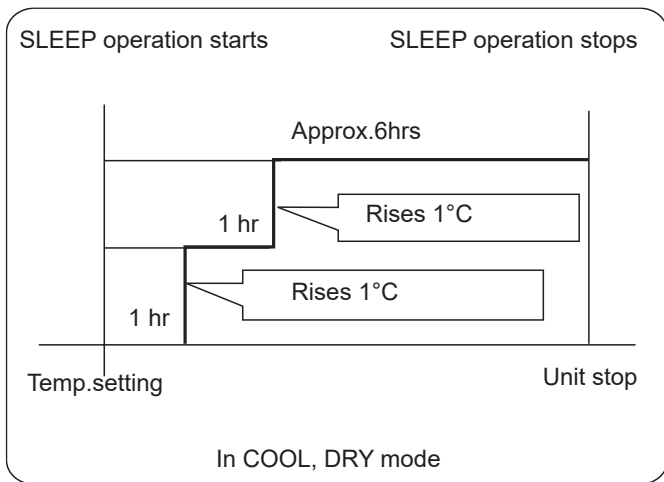 SLEEP operation starts
SLEEP operation stops
Approx.6hrs
Rises 1°C
1 hr
Rises 1°C
1 hr
Temp.setting
Unit stop
In COOL, DRY mode